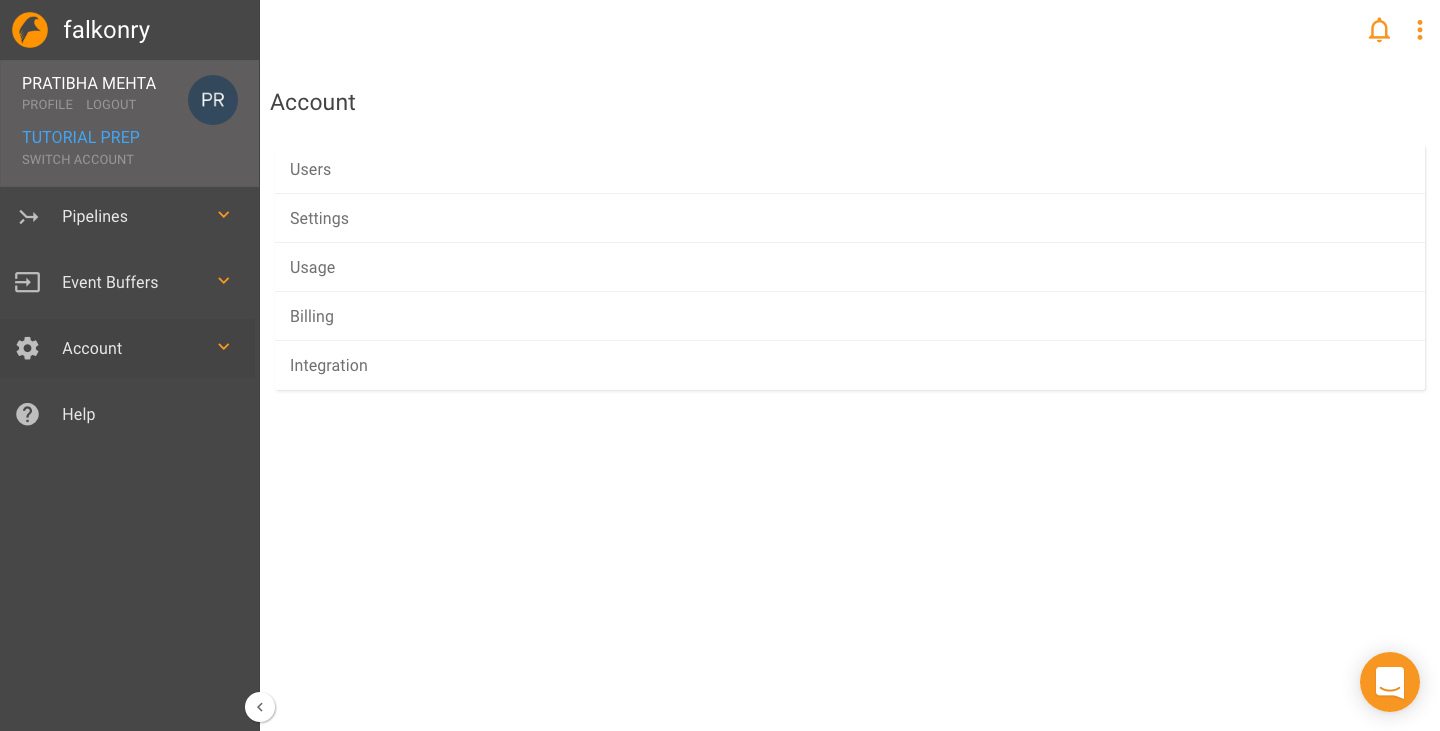 falkonry
PRATIBHA MEHTA
PROFILE LOGOUT
PR
TUTORIAL PREP
SWITCH ACCOUNT
Pipelines
Event Buffers
Account
Help
Account
Users
Settings
Usage
Billing
Integration